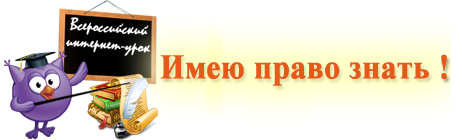 Всероссийский
интернет-урок
Имею право знать !